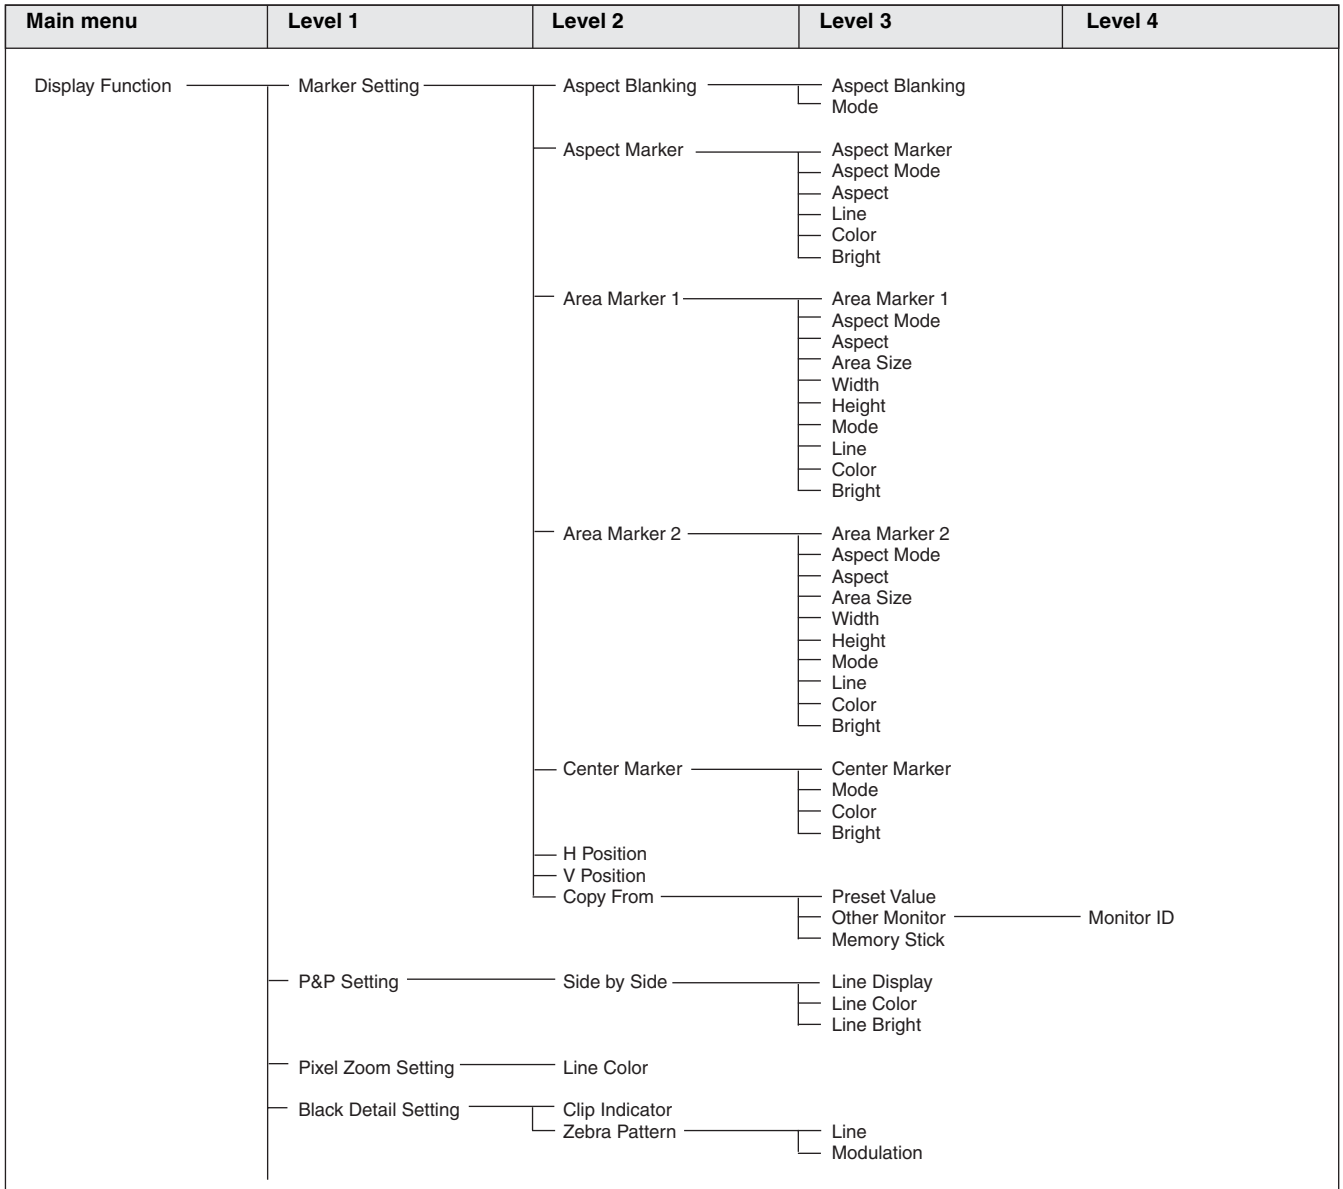 Main menu Level 1 Level 2 Level 3 Level 4
Display Function Marker Setting Aspect Blanking Aspect Blanking
Mode
Aspect Marker Aspect Marker
Aspect Mode
Aspect
Line
Color
Bright
Area Marker 1 Area Marker 1
Aspect Mode
Aspect
Area Size
Width
Height
Mode
Line
Color
Bright
Area Marker 2 Area Marker 2
Aspect Mode
Aspect
Area Size
Width
Height
Mode
Line
Color
Bright
Center Marker Center Marker
Mode
Color
Bright
H Position
V Position
Copy From Preset Value
Other Monitor Monitor ID
Memory Stick
P&P Setting Side by Side Line Display
Line Color
Line Bright
Pixel Zoom Setting Line Color
Black Detail Setting Clip Indicator
Zebra Pattern Line
Modulation